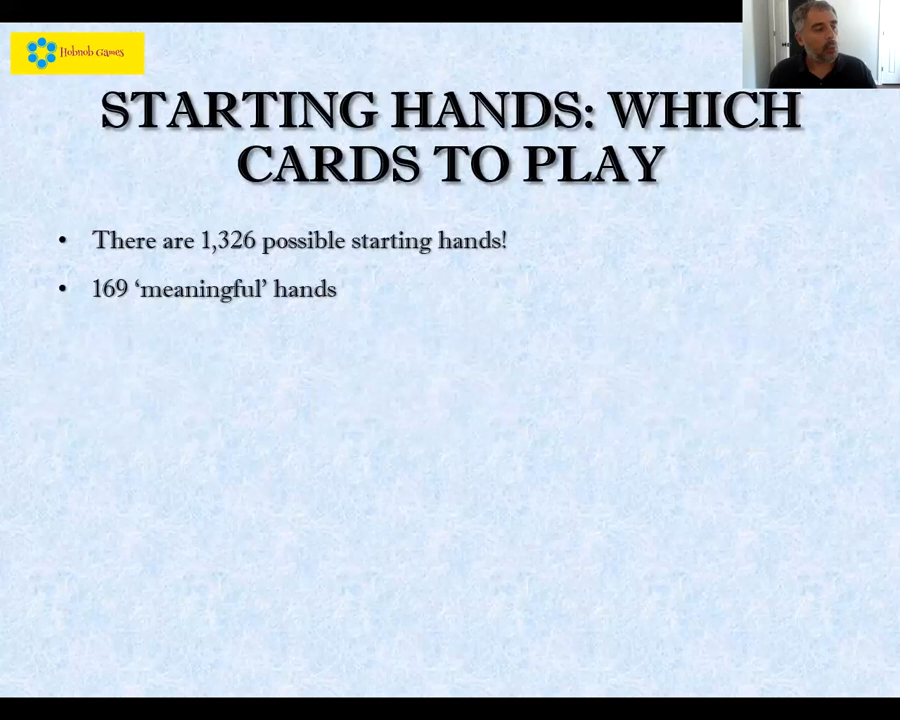 Hobnob Games
STARTING HANDS: WHICH
CARDS TO PLAY
• There are 1,326 possible starting hands!
• 169 ‘meaningful’ hands